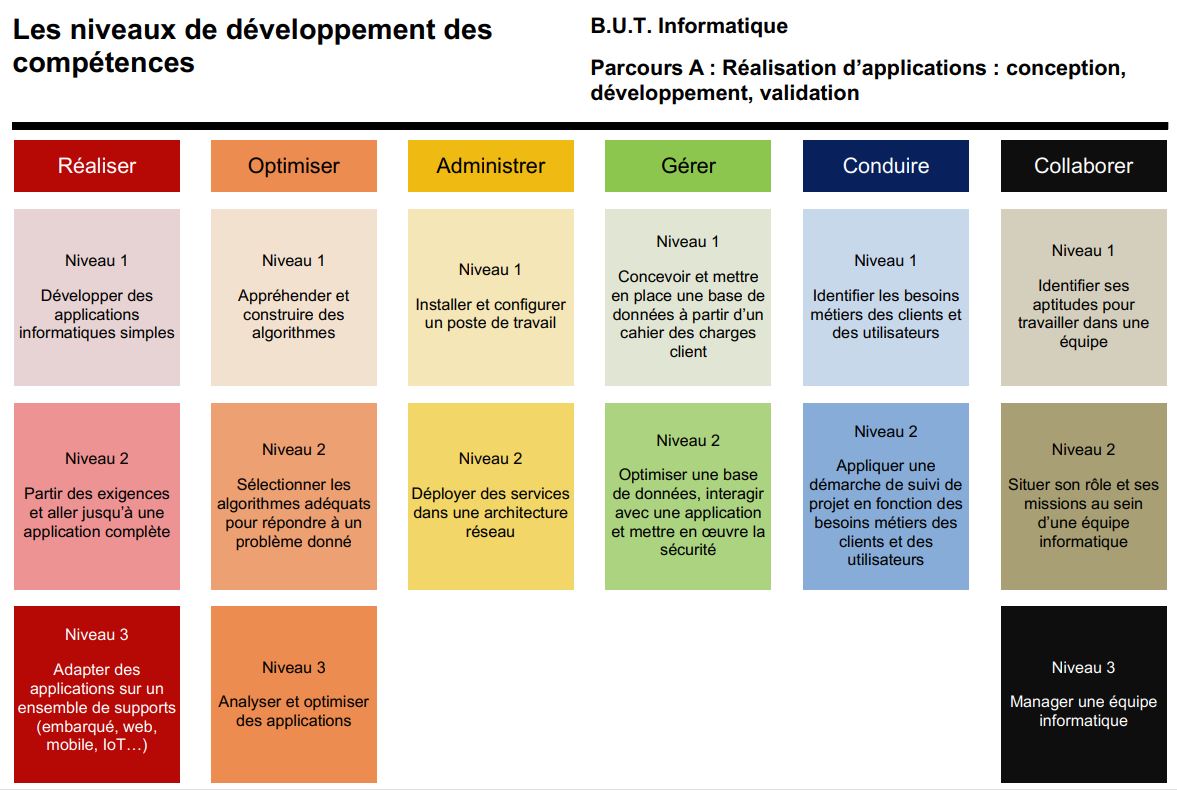 Les niveaux de développement des
compétences
B.U.T. Informatique
Parcours A : Réalisation d’applications : conception,
développement, validation
Réaliser
Optimiser
Administrer
Gérer
Conduire
Collaborer
Niveau 1
Développer des
applications
informatiques simples
Niveau 1
Appréhender et
construire des
algorithmes
Niveau 1
Installer et configurer
un poste de travail
Niveau 1
Concevoir et mettre
en place une base de
données à partir d’un
cahier des charges
client
Niveau 1
Identifier les besoins
métiers des clients et
des utilisateurs
Niveau 1
Identifier ses
aptitudes pour
travailler dans une
équipe
Niveau 2
Partir des exigences
et aller jusqu’à une
application complète
Niveau 2
Sélectionner les
algorithmes adéquats
pour répondre à un
problème donné
Niveau 2
Déployer des services
dans une architecture
réseau
Niveau 2
Optimiser une base
de données, interagir
avec une application
et mettre en œuvre la
sécurité
Niveau 2
Appliquer une
démarche de suivi de
projet en fonction des
besoins métiers des
clients et des
utilisateurs
Niveau 2
Situer son rôle et ses
missions au sein
d’une équipe
informatique
Niveau 3
Adapter des
applications sur un
ensemble de supports
(embarqué, web,
mobile, IoT…)
Niveau 3
Analyser et optimiser
des applications
Niveau 3
Manager une équipe
informatique